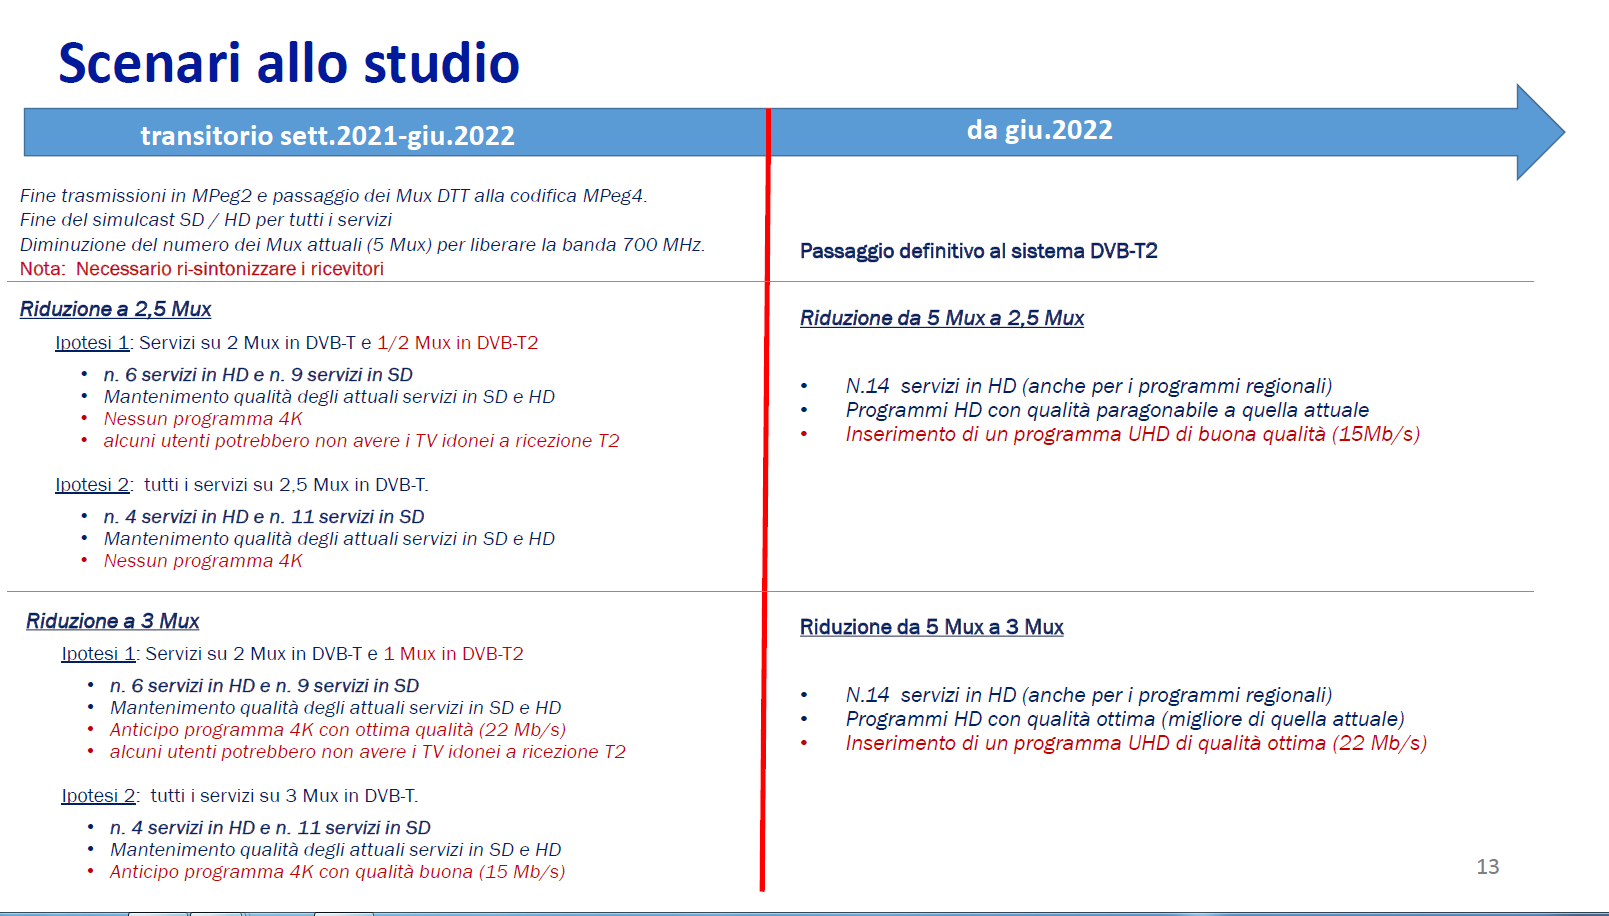 Scenari allo studio
transitorio sett.2021-giu.2022
da giu.2022
Fine trasmissioni in MPeg2 e passaggio dei Mux DTT alla codifica MPeg4.
Fine del simulcast SD / HD per tutti i servizi
Diminuzione del numero dei Mux attuali (5 Mux) per liberare la banda 700 MHz.
Nota: Necessario ri-sintonizzare i ricevitori
Passaggio definitivo al sistema DVB-T2
Riduzione a 2,5 Mux
Ipotesi 1: Servizi su 2 Mux in DVB-T e 1/2 Mux in DVB-T2
• n. 6 servizi in HD e n. 9 servizi in SD
• Mantenimento qualità degli attuali servizi in SD e HD
• Nessun programma 4K
• alcuni utenti potrebbero non avere i TV idonei a ricezione T2
Ipotesi 2: tutti i servizi su 2,5 Mux in DVB-T.
• n. 4 servizi in HD e n. 11 servizi in SD
• Mantenimento qualità degli attuali servizi in SD e HD
• Nessun programma 4K
Riduzione da 5 Mux a 2,5 Mux
• N.14 servizi in HD (anche per i programmi regionali)
• Programmi HD con qualità paragonabile a quella attuale
• Inserimento di un programma UHD di buona qualità (15Mb/s)
Riduzione a 3 Mux
Ipotesi 1: Servizi su 2 Mux in DVB-T e 1 Mux in DVB-T2
• n. 6 servizi in HD e n. 9 servizi in SD
• Mantenimento qualità degli attuali servizi in SD e HD
• Anticipo programma 4K con ottima qualità (22 Mb/s)
• alcuni utenti potrebbero non avere i TV idonei a ricezione T2
Ipotesi 2: tutti i servizi su 3 Mux in DVB-T.
• n. 4 servizi in HD e n. 11 servizi in SD
• Mantenimento qualità degli attuali servizi in SD e HD
• Anticipo programma 4K con qualità buona (15 Mb/s)
Riduzione da 5 Mux a 3 Mux
• N.14 servizi in HD (anche per i programmi regionali)
• Programmi HD con qualità ottima (migliore di quella attuale)
• Inserimento di un programma UHD di qualità ottima (22 Mb/s)
13